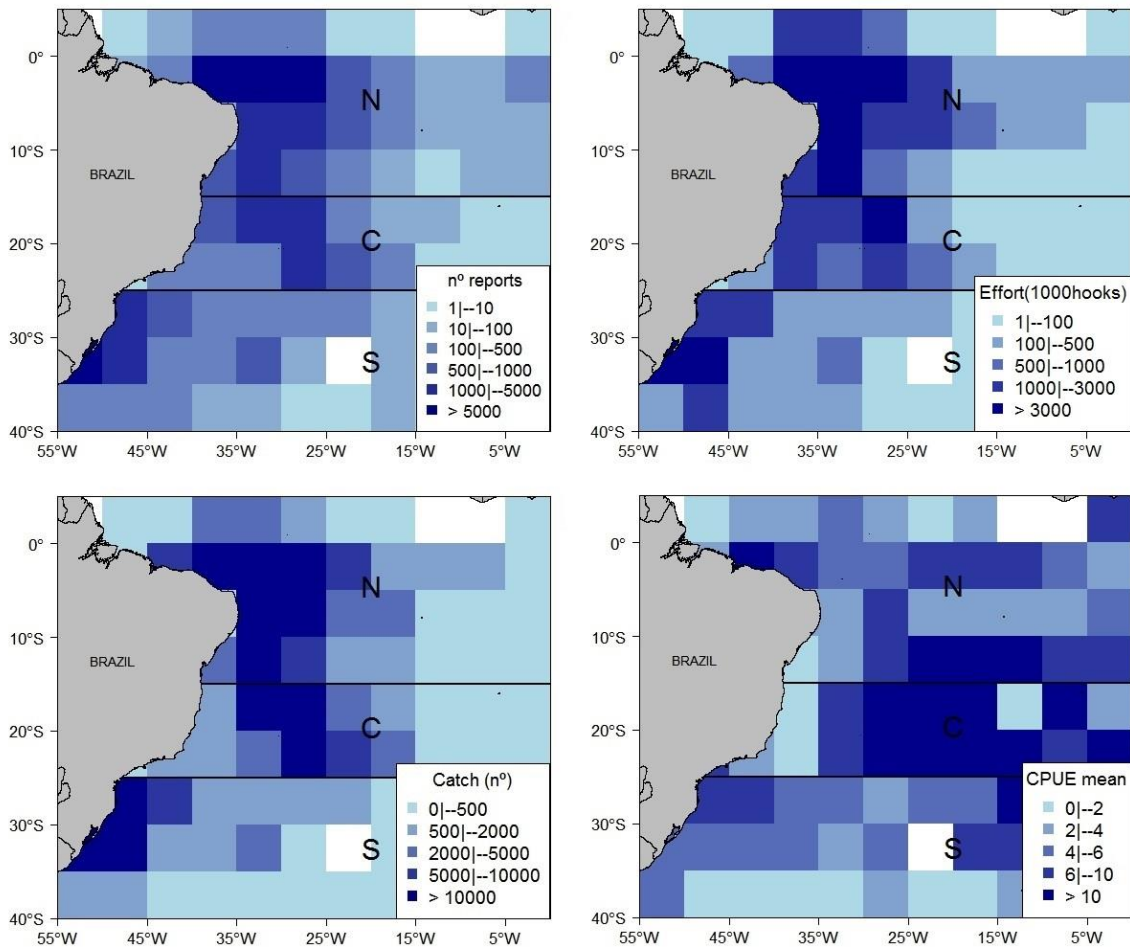 0°
10°S
20°S
30°S
40°S
BRAZIL
N
C
S
nº reports
1|--10
10|--100
100|--500
500|--1000
1000|--5000
> 5000
55°W 45°W 35°W 25°W 15°W 5°W
0°
10°S
20°S
30°S
40°S
BRAZIL
N
C
S
Effort(1000hooks)
1|--100
100|--500
500|--1000
1000|--3000
> 3000
55°W 45°W 35°W 25°W 15°W 5°W
0°
10°S
20°S
30°S
40°S
BRAZIL
N
C
S
Catch (nº)
0|--500
500|--2000
2000|--5000
5000|--10000
> 10000
55°W 45°W 35°W 25°W 15°W 5°W
0°
10°S
20°S
30°S
40°S
BRAZIL
N
C
S
CPUE mean
0|--2
2|--4
4|--6
6|--10
> 10
55°W 45°W 35°W 25°W 15°W 5°W